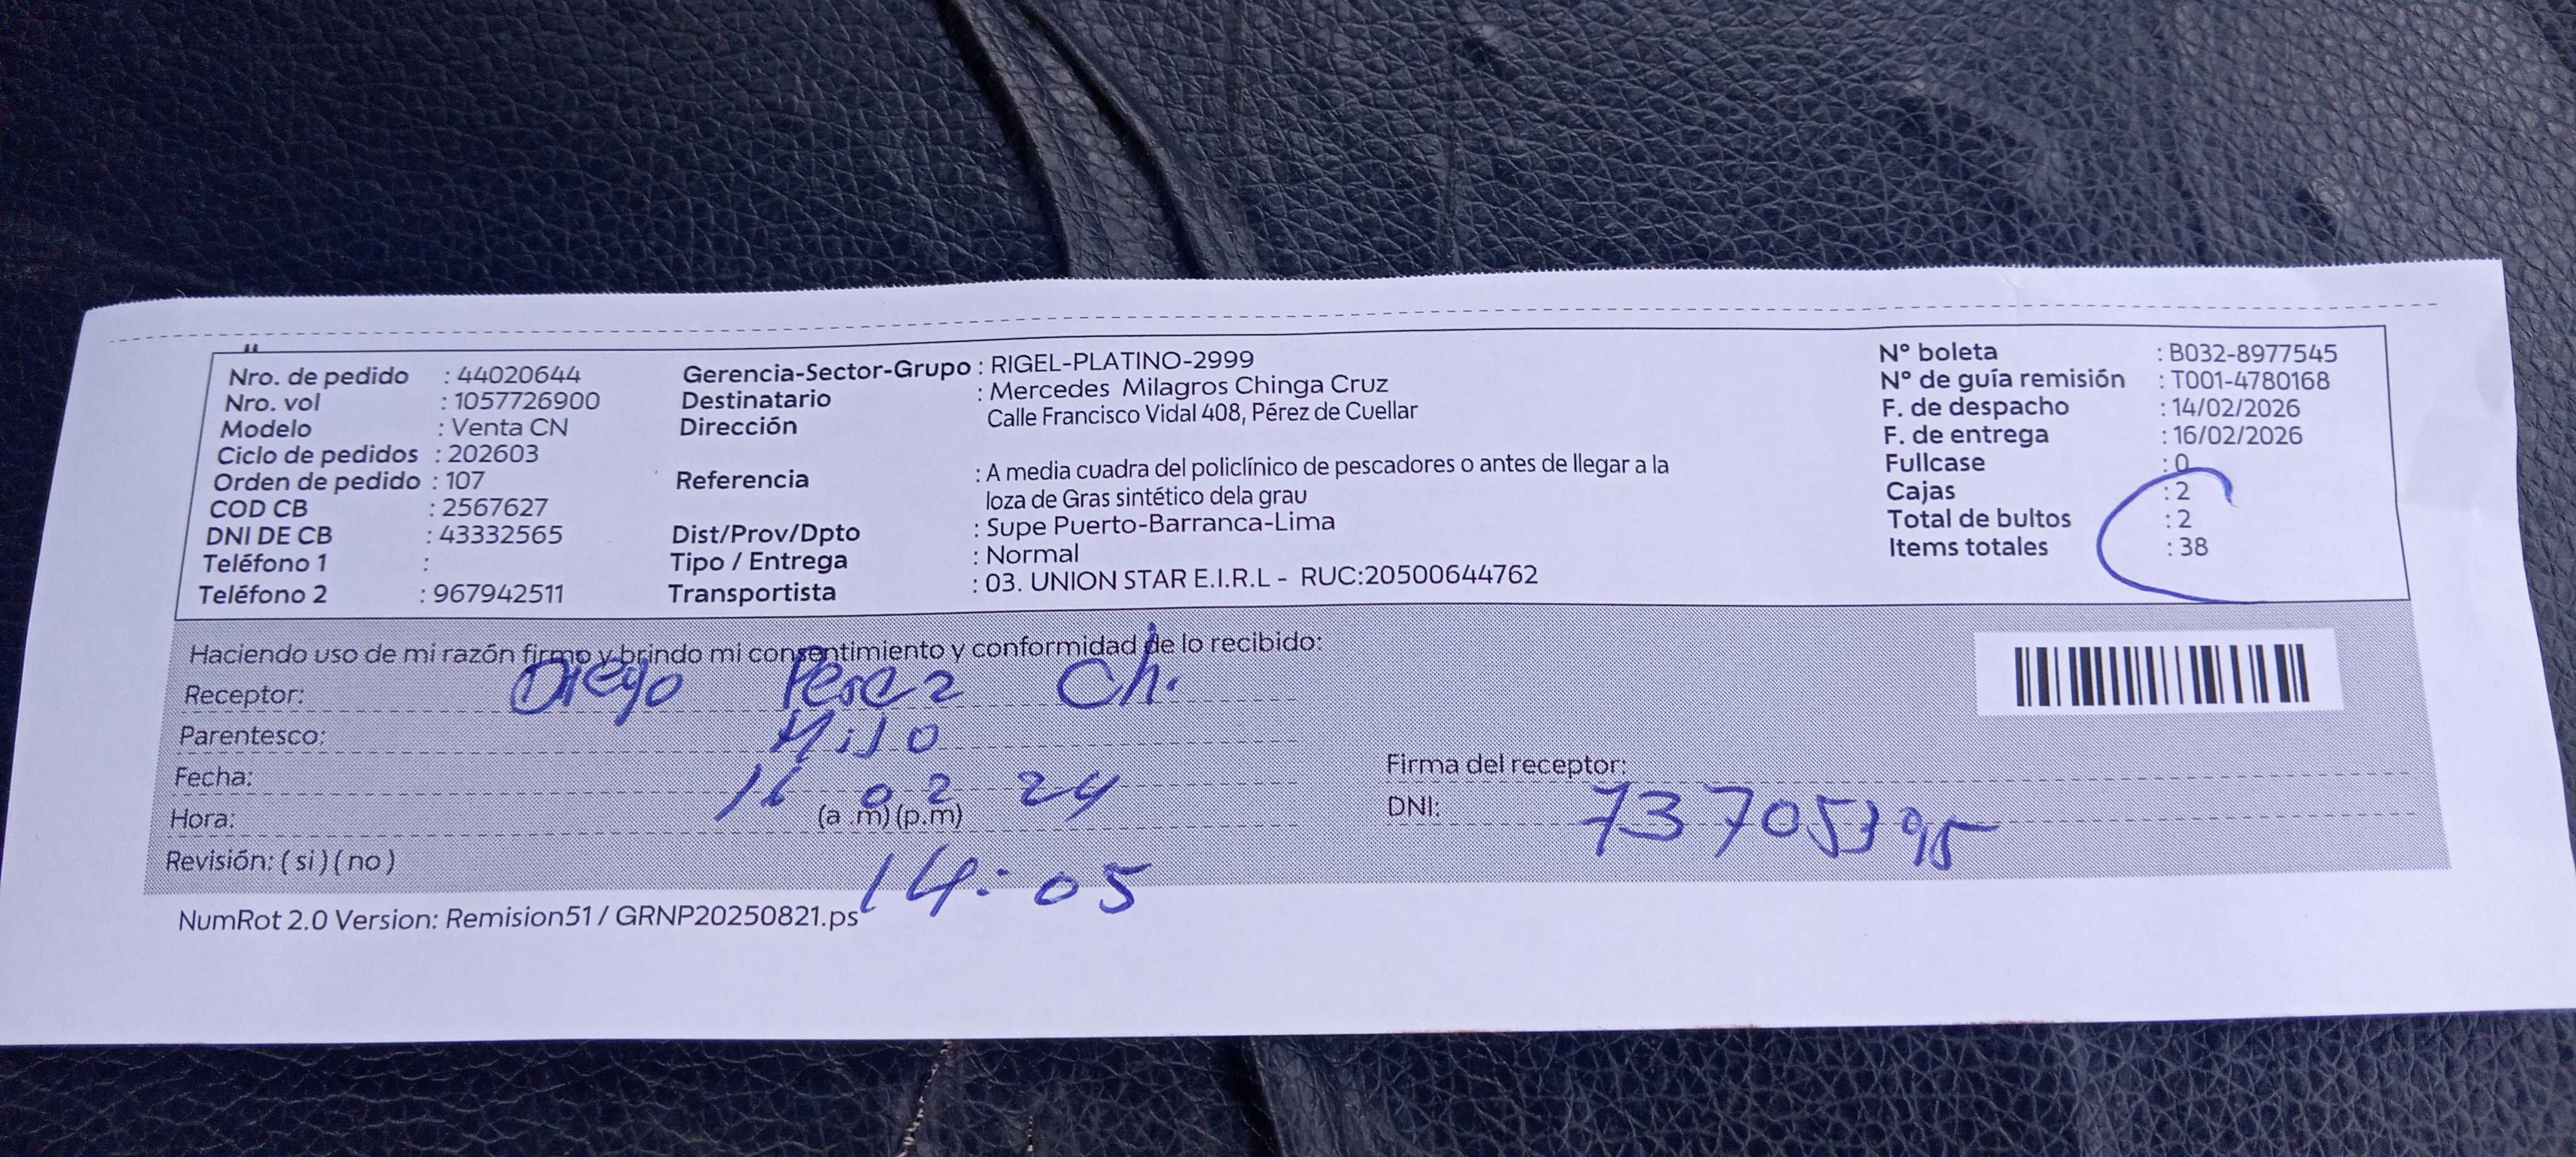 Nro. de pedido : 44020644
Nro. vol : 1057726900
Modelo : Venta CN
Ciclo de pedidos : 202603
Orden de pedido : 107
COD CB : 2567627
DNI DE CB : 43332565
Teléfono 1 :
Teléfono 2 : 967942511
Gerencia-Sector-Grupo : RIGEL-PLATINO-2999
Destinatario : Mercedes Milagros Chinga Cruz
Dirección Calle Francisco Vidal 408, Pérez de Cuellar
Referencia : A media cuadra del policlínico de pescadores o antes de llegar a la
loza de Gras sintético dela grau
Dist/Prov/Dpto : Supe Puerto-Barranca-Lima
Tipo / Entrega : Normal
Transportista : 03. UNION STAR E.I.R.L - RUC:20500644762
N° boleta : B032-8977545
N° de guía remisión : T001-4780168
F. de despacho : 14/02/2026
F. de entrega : 16/02/2026
Fullcase : 0
Cajas : 2
Total de bultos : 2
Items totales : 38
Haciendo uso de mi razón firmo y brindo mi consentimiento y conformidad de lo recibido:
Receptor: Diego Perez Ch.
Parentesco: Hijo
Fecha: 16 02 24
Hora: (a .m) (p.m)
Revisión: ( si ) ( no ) 14:05
Firma del receptor:
DNI: 73705395
NumRot 2.0 Version: Remision51 / GRNP20250821.ps